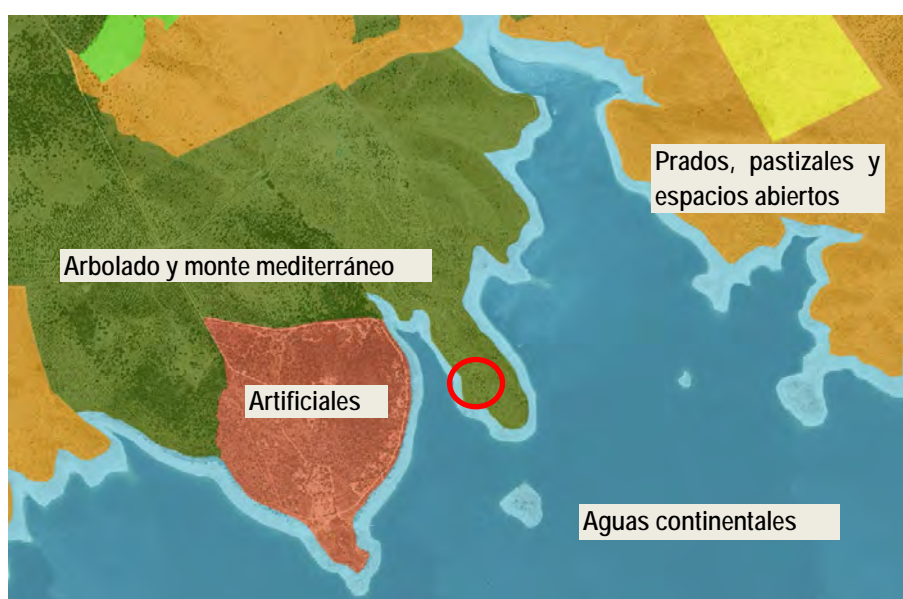 Prados, pastizales y
espacios abiertos
Arbolado y monte mediterráneo
Artificiales
Aguas continentales